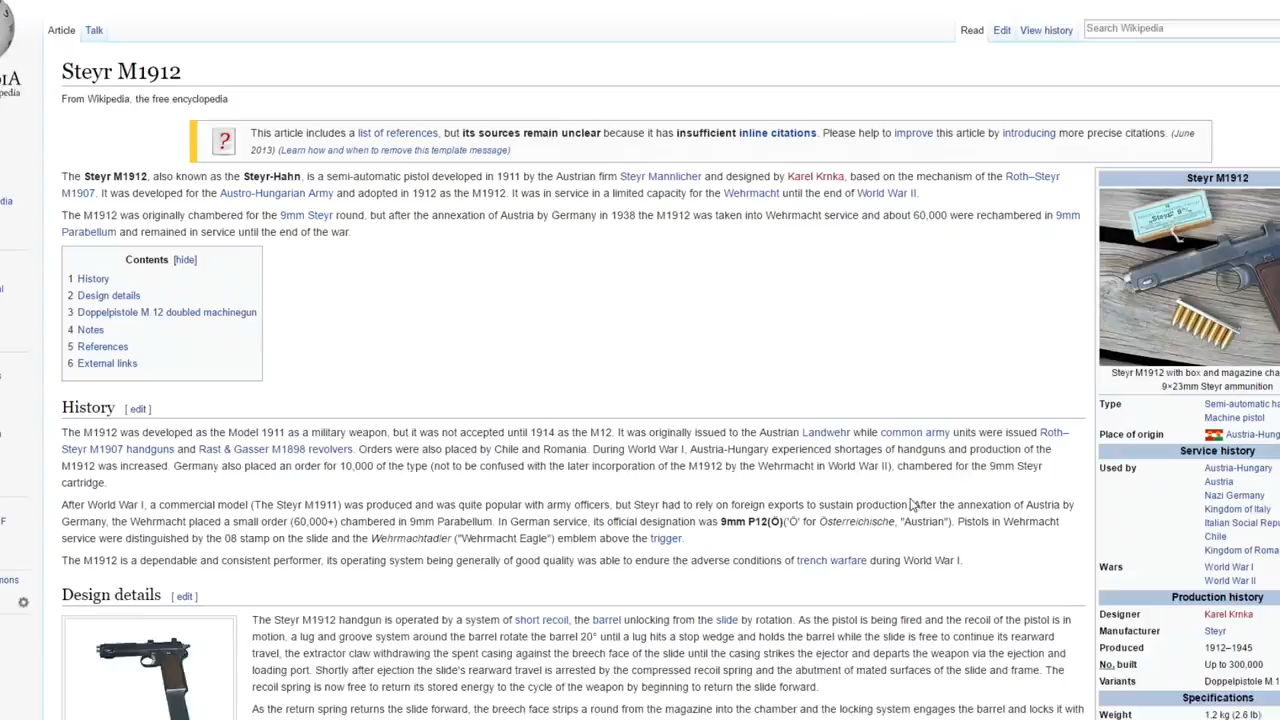 Article Talk Read Edit View history Search Wikipedia
Steyr M1912
From Wikipedia, the free encyclopedia
This article includes a list of references, but its sources remain unclear because it has insufficient inline citations. Please help to improve this article by introducing more precise citations. (June
2013) (Learn how and when to remove this template message)
The Steyr M1912, also known as the Steyr-Hahn, is a semi-automatic pistol developed in 1911 by the Austrian firm Steyr Mannlicher and designed by Karel Krnka, based on the mechanism of the Roth–Steyr
M1907. It was developed for the Austro-Hungarian Army and adopted in 1912 as the M1912. It was in service in a limited capacity for the Wehrmacht until the end of World War II.
The M1912 was originally chambered for the 9mm Steyr round, but after the annexation of Austria by Germany in 1938 the M1912 was taken into Wehrmacht service and about 60,000 were rechambered in 9mm
Parabellum and remained in service until the end of the war.
Contents [hide]
1 History
2 Design details
3 Doppelpistole M.12 doubled machinegun
4 Notes
5 References
6 External links
History [ edit ]
The M1912 was developed as the Model 1911 as a military weapon, but it was not accepted until 1914 as the M12. It was originally issued to the Austrian Landwehr while common army units were issued Roth–
Steyr M1907 handguns and Rast & Gasser M1898 revolvers. Orders were also placed by Chile and Romania. During World War I, Austria-Hungary experienced shortages of handguns and production of the
M1912 was increased. Germany also placed an order for 10,000 of the type (not to be confused with the later incorporation of the M1912 by the Wehrmacht in World War II), chambered for the 9mm Steyr
cartridge.
After World War I, a commercial model (The Steyr M1911) was produced and was quite popular with army officers, but Steyr had to rely on foreign exports to sustain production. After the annexation of Austria by
Germany, the Wehrmacht placed a small order (60,000+) chambered in 9mm Parabellum. In German service, its official designation was 9mm P12(Ö)('Ö' for Österreichische, "Austrian"). Pistols in Wehrmacht
service were distinguished by the 08 stamp on the slide and the Wehrmachtadler ("Wehrmacht Eagle") emblem above the trigger.
The M1912 is a dependable and consistent performer, its operating system being generally of good quality was able to endure the adverse conditions of trench warfare during World War I.
Design details [ edit ]
The Steyr M1912 handgun is operated by a system of short recoil, the barrel unlocking from the slide by rotation. As the pistol is being fired and the recoil of the pistol is in
motion, a lug and groove system around the barrel rotate the barrel 20° until a lug hits a stop wedge and holds the barrel while the slide is free to continue its rearward
travel, the extractor claw withdrawing the spent casing against the breech face of the slide until the casing strikes the ejector and departs the weapon via the ejection and
loading port. Shortly after ejection the slide's rearward travel is arrested by the compressed recoil spring and the abutment of mated surfaces of the slide and frame. The
recoil spring is now free to return its stored energy to the cycle of the weapon by beginning to return the slide forward.
As the return spring returns the slide forward, the breech face strips a round from the magazine into the chamber and the locking system engages the barrel and locks it with
Steyr M1912
Steyr M1912 with box and magazine cha
9×23mm Steyr ammunition
Type Semi-automatic ha
Machine pistol
Place of origin Austria-Hung
Service history
Used by Austria-Hungary
Austria
Nazi Germany
Kingdom of Italy
Italian Social Repu
Chile
Kingdom of Roma
Wars World War I
World War II
Production history
Designer Karel Krnka
Manufacturer Steyr
Produced 1912–1945
No. built Up to 300,000
Variants Doppelpistole M.1
Specifications
Weight 1.2 kg (2.6 lb)